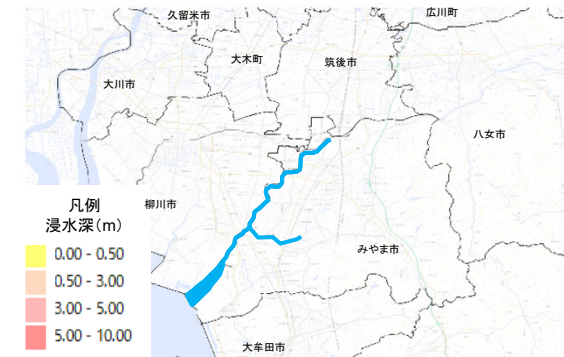 久留米市
広川町
大木町
筑後市
大川市
八女市
凡例
浸水深(m)
柳川市
0.00 - 0.50
みやま市
0.50 - 3.00
3.00 - 5.00
5.00 - 10.00
大牟田市